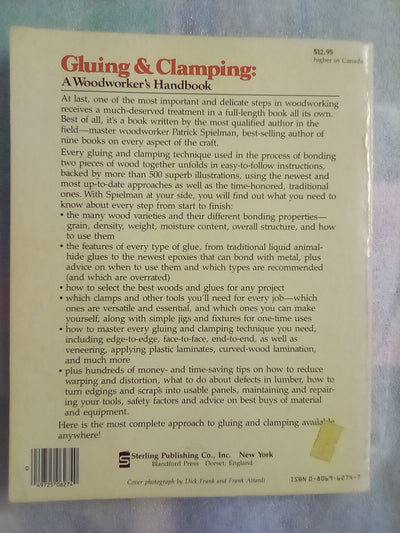 $12.95
higher in Canada
Gluing & Clamping:
A Woodworker's Handbook
At last, one of the most important and delicate steps in woodworking
receives a much-deserved treatment in a full-length book all its own.
Best of all, it's a book written by the most qualified author in the
field—master woodworker Patrick Spielman, best-selling author of
nine books on every aspect of the craft.
Every gluing and clamping technique used in the process of bonding
two pieces of wood together unfolds in easy-to-follow instructions,
backed by more than 500 superb illustrations, using the newest and
most up-to-date approaches as well as the time-honored, traditional
ones. With Spielman at your side, you will find out what you need to
know about every step from start to finish:
• the many wood varieties and their different bonding properties—
grain, density, weight, moisture content, overall structure, and how
to use them
• the features of every type of glue, from traditional liquid animal-
hide glues to the newest epoxies that can bond with metal, plus
advice on when to use them and which types are recommended
(and which are overrated)
• how to select the best woods and glues for any project
• which clamps and other tools you'll need for every job—which
ones are versatile and essential, and which ones you can make
yourself, along with simple jigs and fixtures for one-time uses
• how to master every gluing and clamping technique you need,
including edge-to-edge, face-to-face, end-to-end, as well as
veneering, applying plastic laminates, curved-wood lamination,
and much more
• plus hundreds of money- and time-saving tips on how to reduce
warping and distortion, what to do about defects in lumber, how to
turn edgings and scraps into usable panels, maintaining and repair-
ing your tools, safety factors and advice on best buys of material
and equipment.
Here is the most complete approach to gluing and clamping available
anywhere!
S Sterling Publishing Co., Inc. New York
Blandford Press Dorset, England
Cover photograph by Dick Frank and Frank Attardi
ISBN 0-8069-6274-7
0
49725 06274